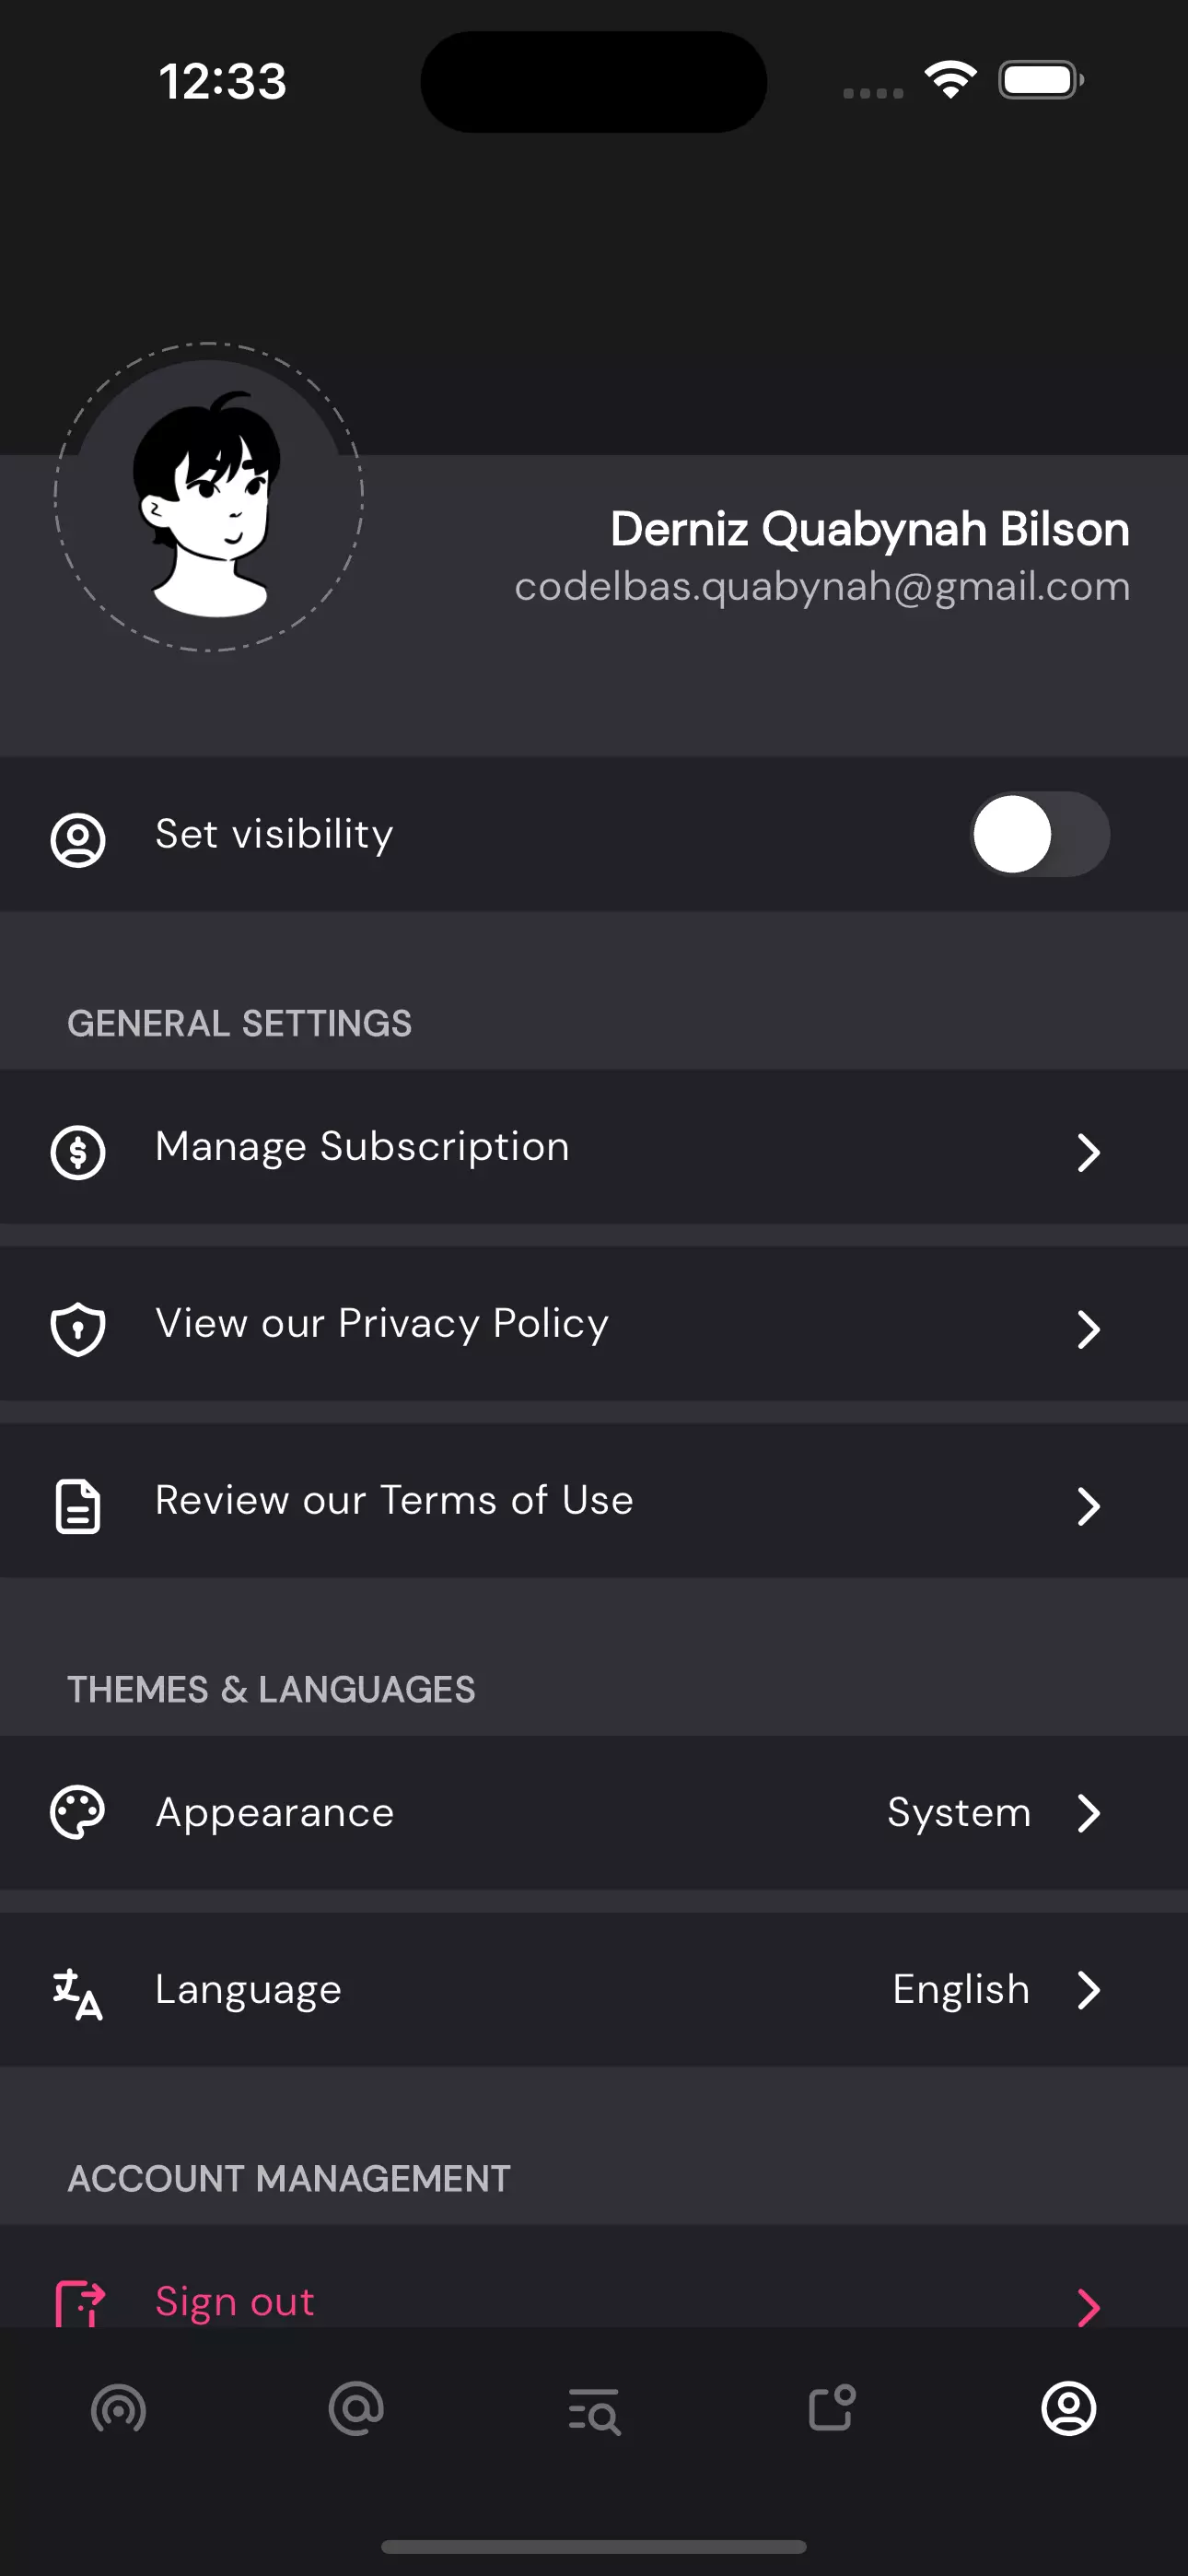 12:33
Derniz Quabynah Bilson
codelbas.quabynah@gmail.com
Set visibility
GENERAL SETTINGS
Manage Subscription
View our Privacy Policy
Review our Terms of Use
THEMES & LANGUAGES
Appearance System
Language English
ACCOUNT MANAGEMENT
Sign out